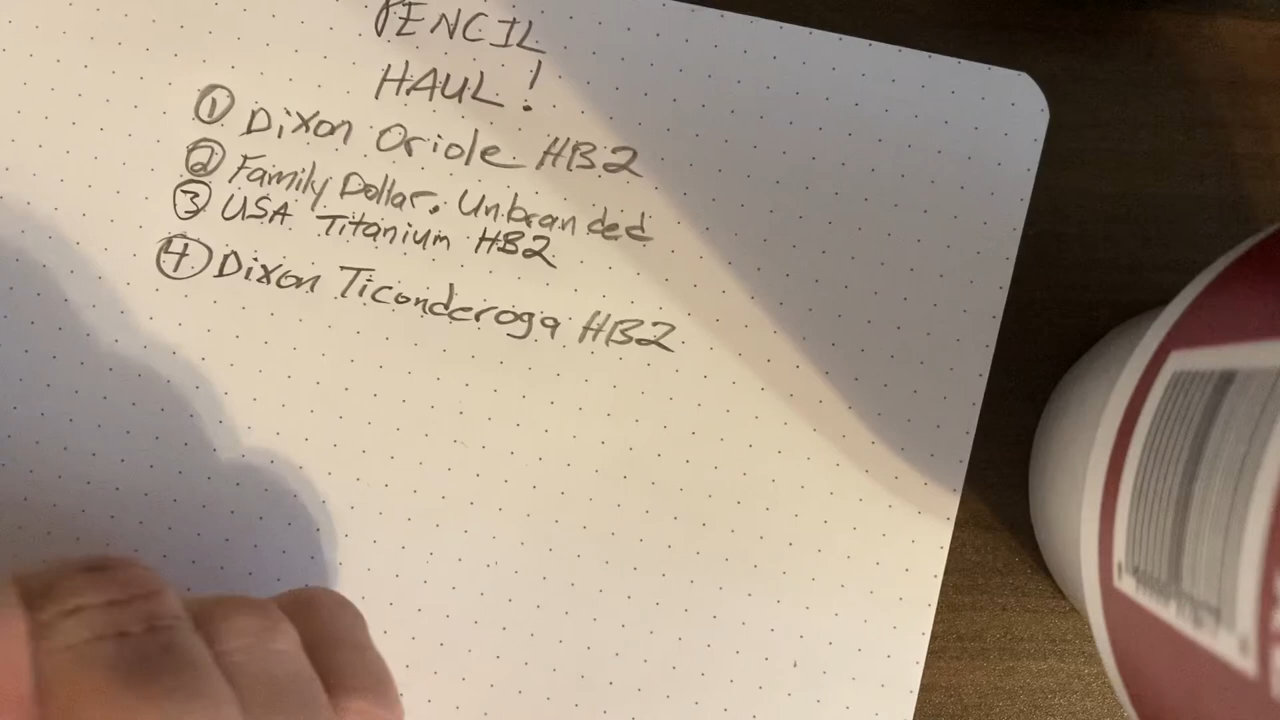 PENCIL
HAUL!
① Dixon Oriole HB2
② Family Dollar. Unbranded
③ USA Titanium HB2
④ Dixon Ticonderoga HB2